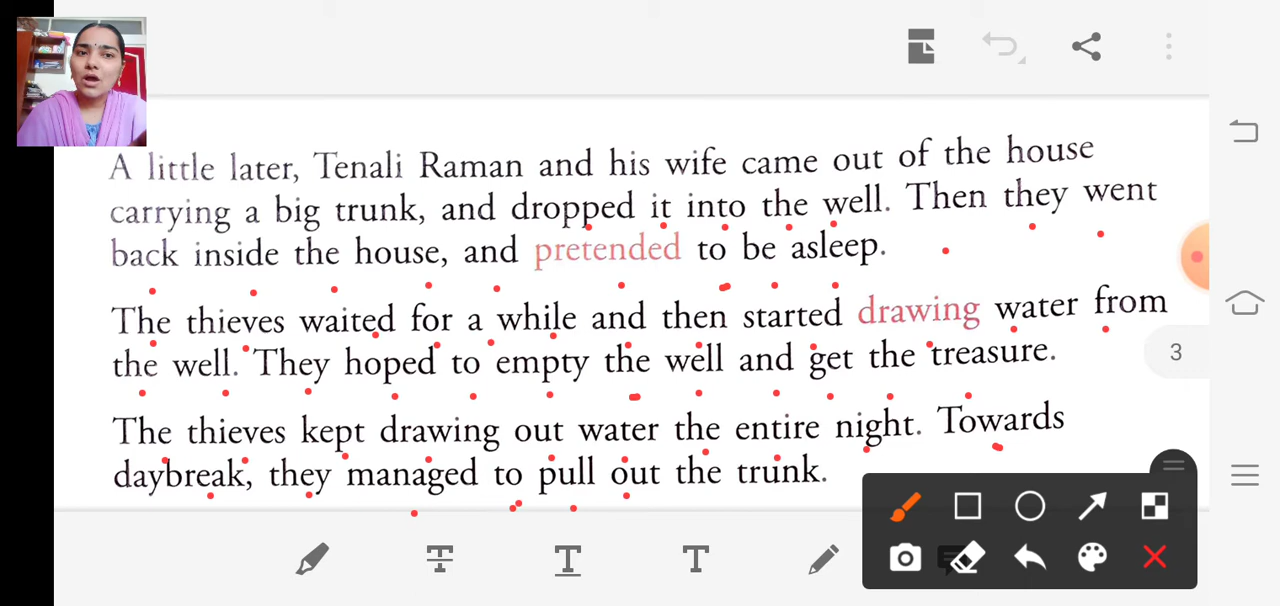 A little later, Tenali Raman and his wife came out of the house
carrying a big trunk, and dropped it into the well. Then they went
back inside the house, and pretended to be asleep.
The thieves waited for a while and then started drawing water from
the well. They hoped to empty the well and get the treasure.
3
The thieves kept drawing out water the entire night. Towards
daybreak, they managed to pull out the trunk.
T
T
T